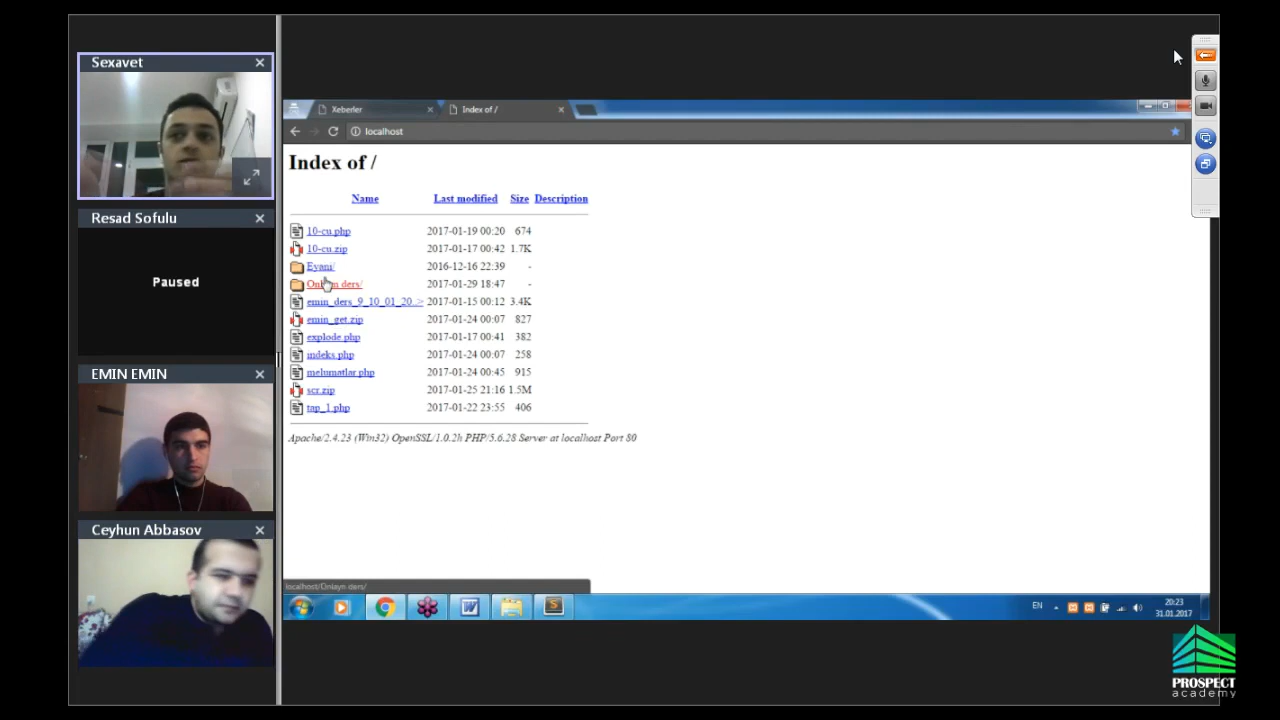 Sexavet
Resad Sofulu
Paused
EMIN EMIN
Ceyhun Abbasov
Xeberler
Index of /
localhost
Index of /
Name Last modified Size Description
10-cu.php 2017-01-19 00:20 674
10-cu.zip 2017-01-17 00:42 1.7K
Eyani/ 2016-12-16 22:39 -
ders/ 2017-01-29 18:47 -
emin_ders_9_10_01_20..> 2017-01-15 00:12 3.4K
emin_get.zip 2017-01-24 00:07 827
explode.php 2017-01-17 00:41 382
indeks.php 2017-01-24 00:07 258
melumatlar.php 2017-01-24 00:45 915
scr.zip 2017-01-25 21:16 1.5M
tap_1.php 2017-01-22 23:55 406
Apache/2.4.23 (Win32) OpenSSL/1.0.2h PHP/5.6.28 Server at localhost Port 80
localhost/Onlayn ders/
EN
20:23
31.01.2017
PROSPECT
academy